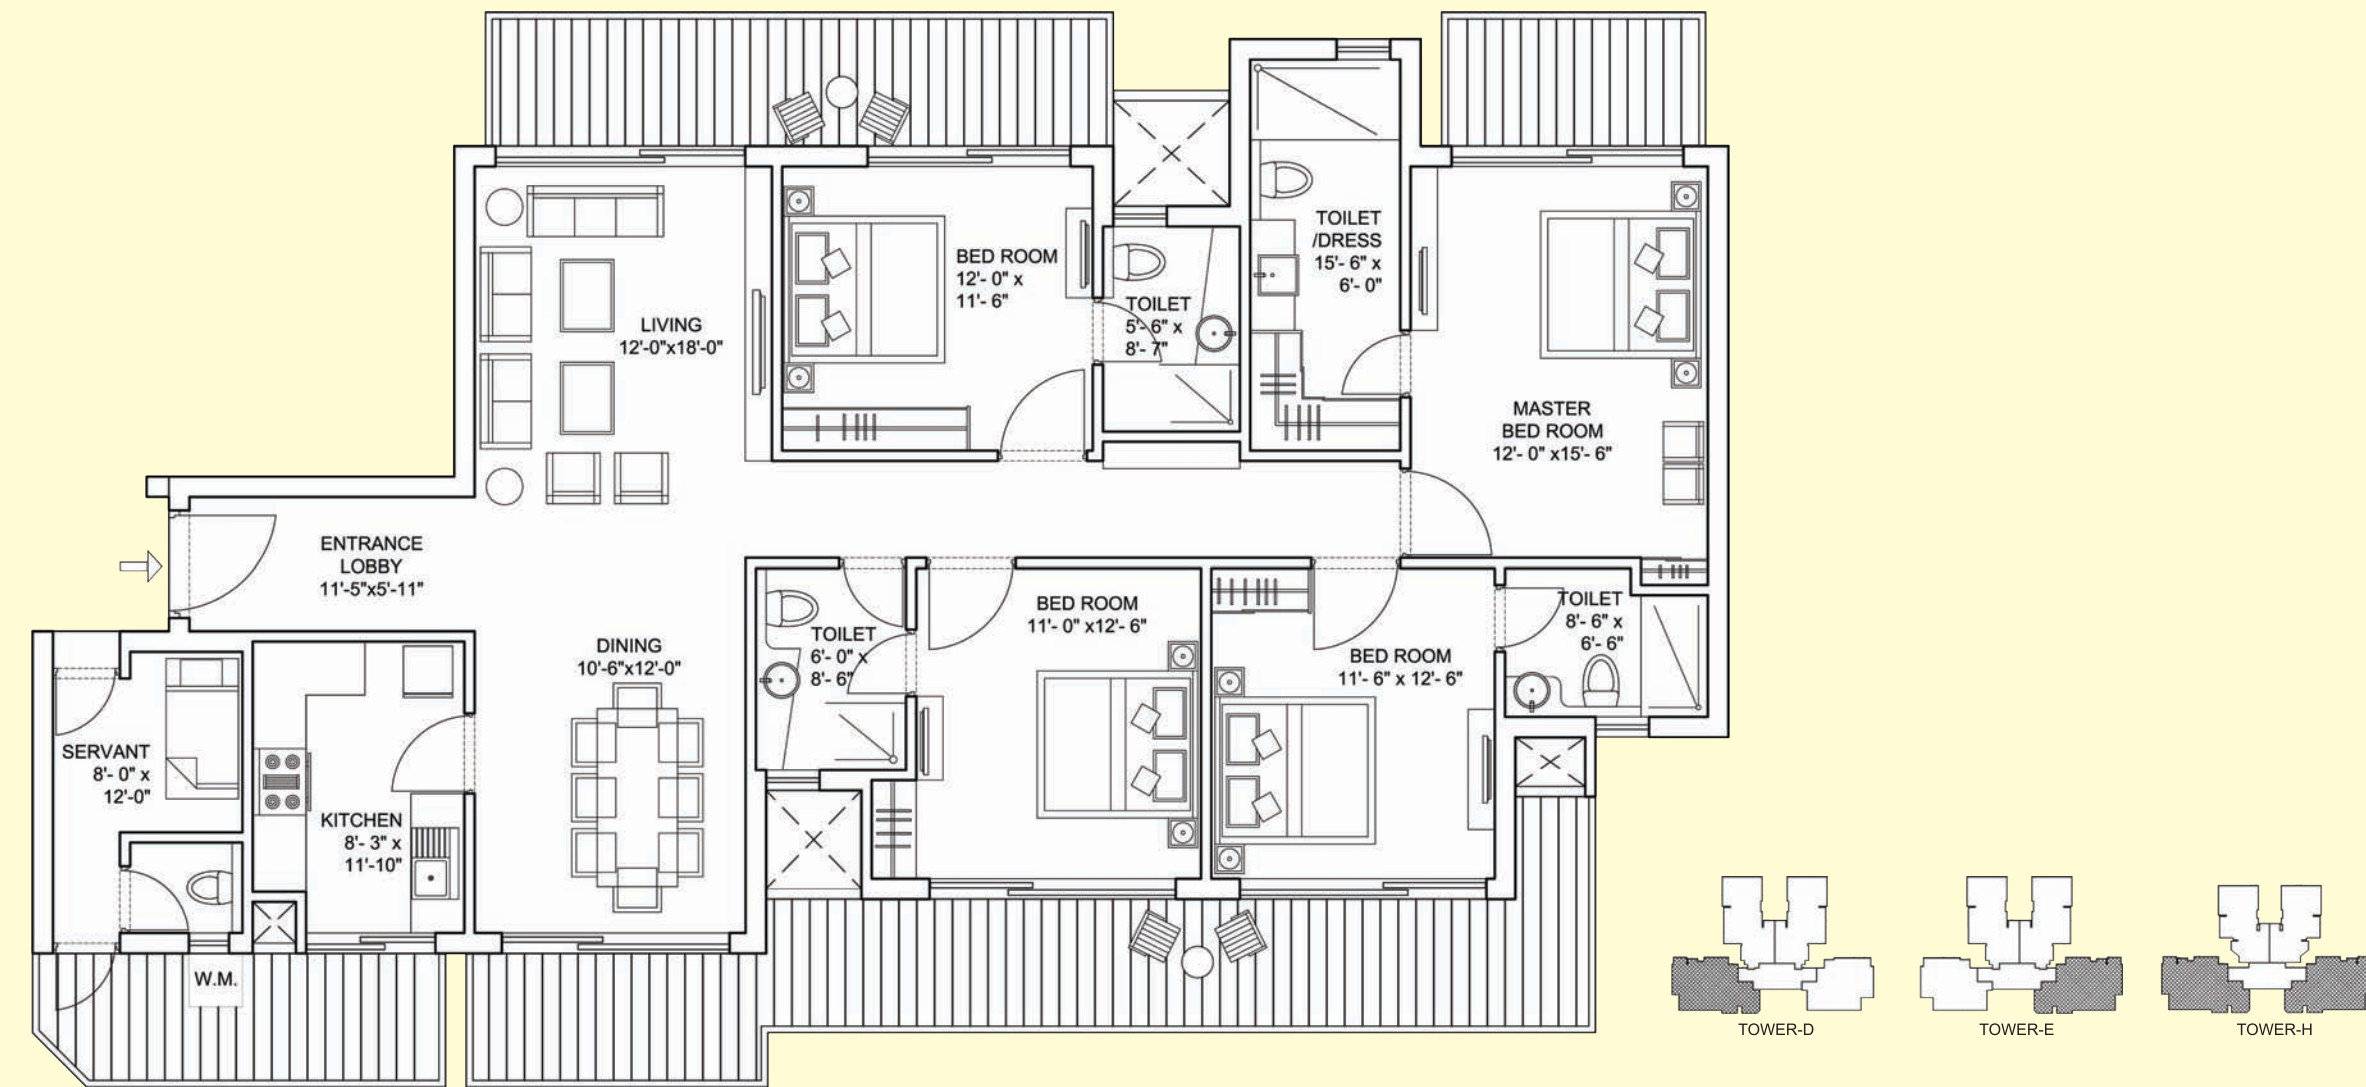 BED ROOM
12'- 0" x
11'- 6"
TOILET
/DRESS
15'- 6" x
6'- 0"
TOILET
5'- 6" x
8'- 7"
LIVING
12'-0"x18'-0"
MASTER
BED ROOM
12'- 0" x15'- 6"
ENTRANCE
LOBBY
11'-5"x5'-11"
BED ROOM
11'- 0" x12'- 6"
TOILET
8'- 6" x
6'- 6"
TOILET
6'- 0" x
8'- 6"
DINING
10'-6"x12'-0"
BED ROOM
11'- 6" x 12'- 6"
SERVANT
8'- 0" x
12'-0"
KITCHEN
8'- 3" x
11'-10"
W.M.
TOWER-D
TOWER-E
TOWER-H